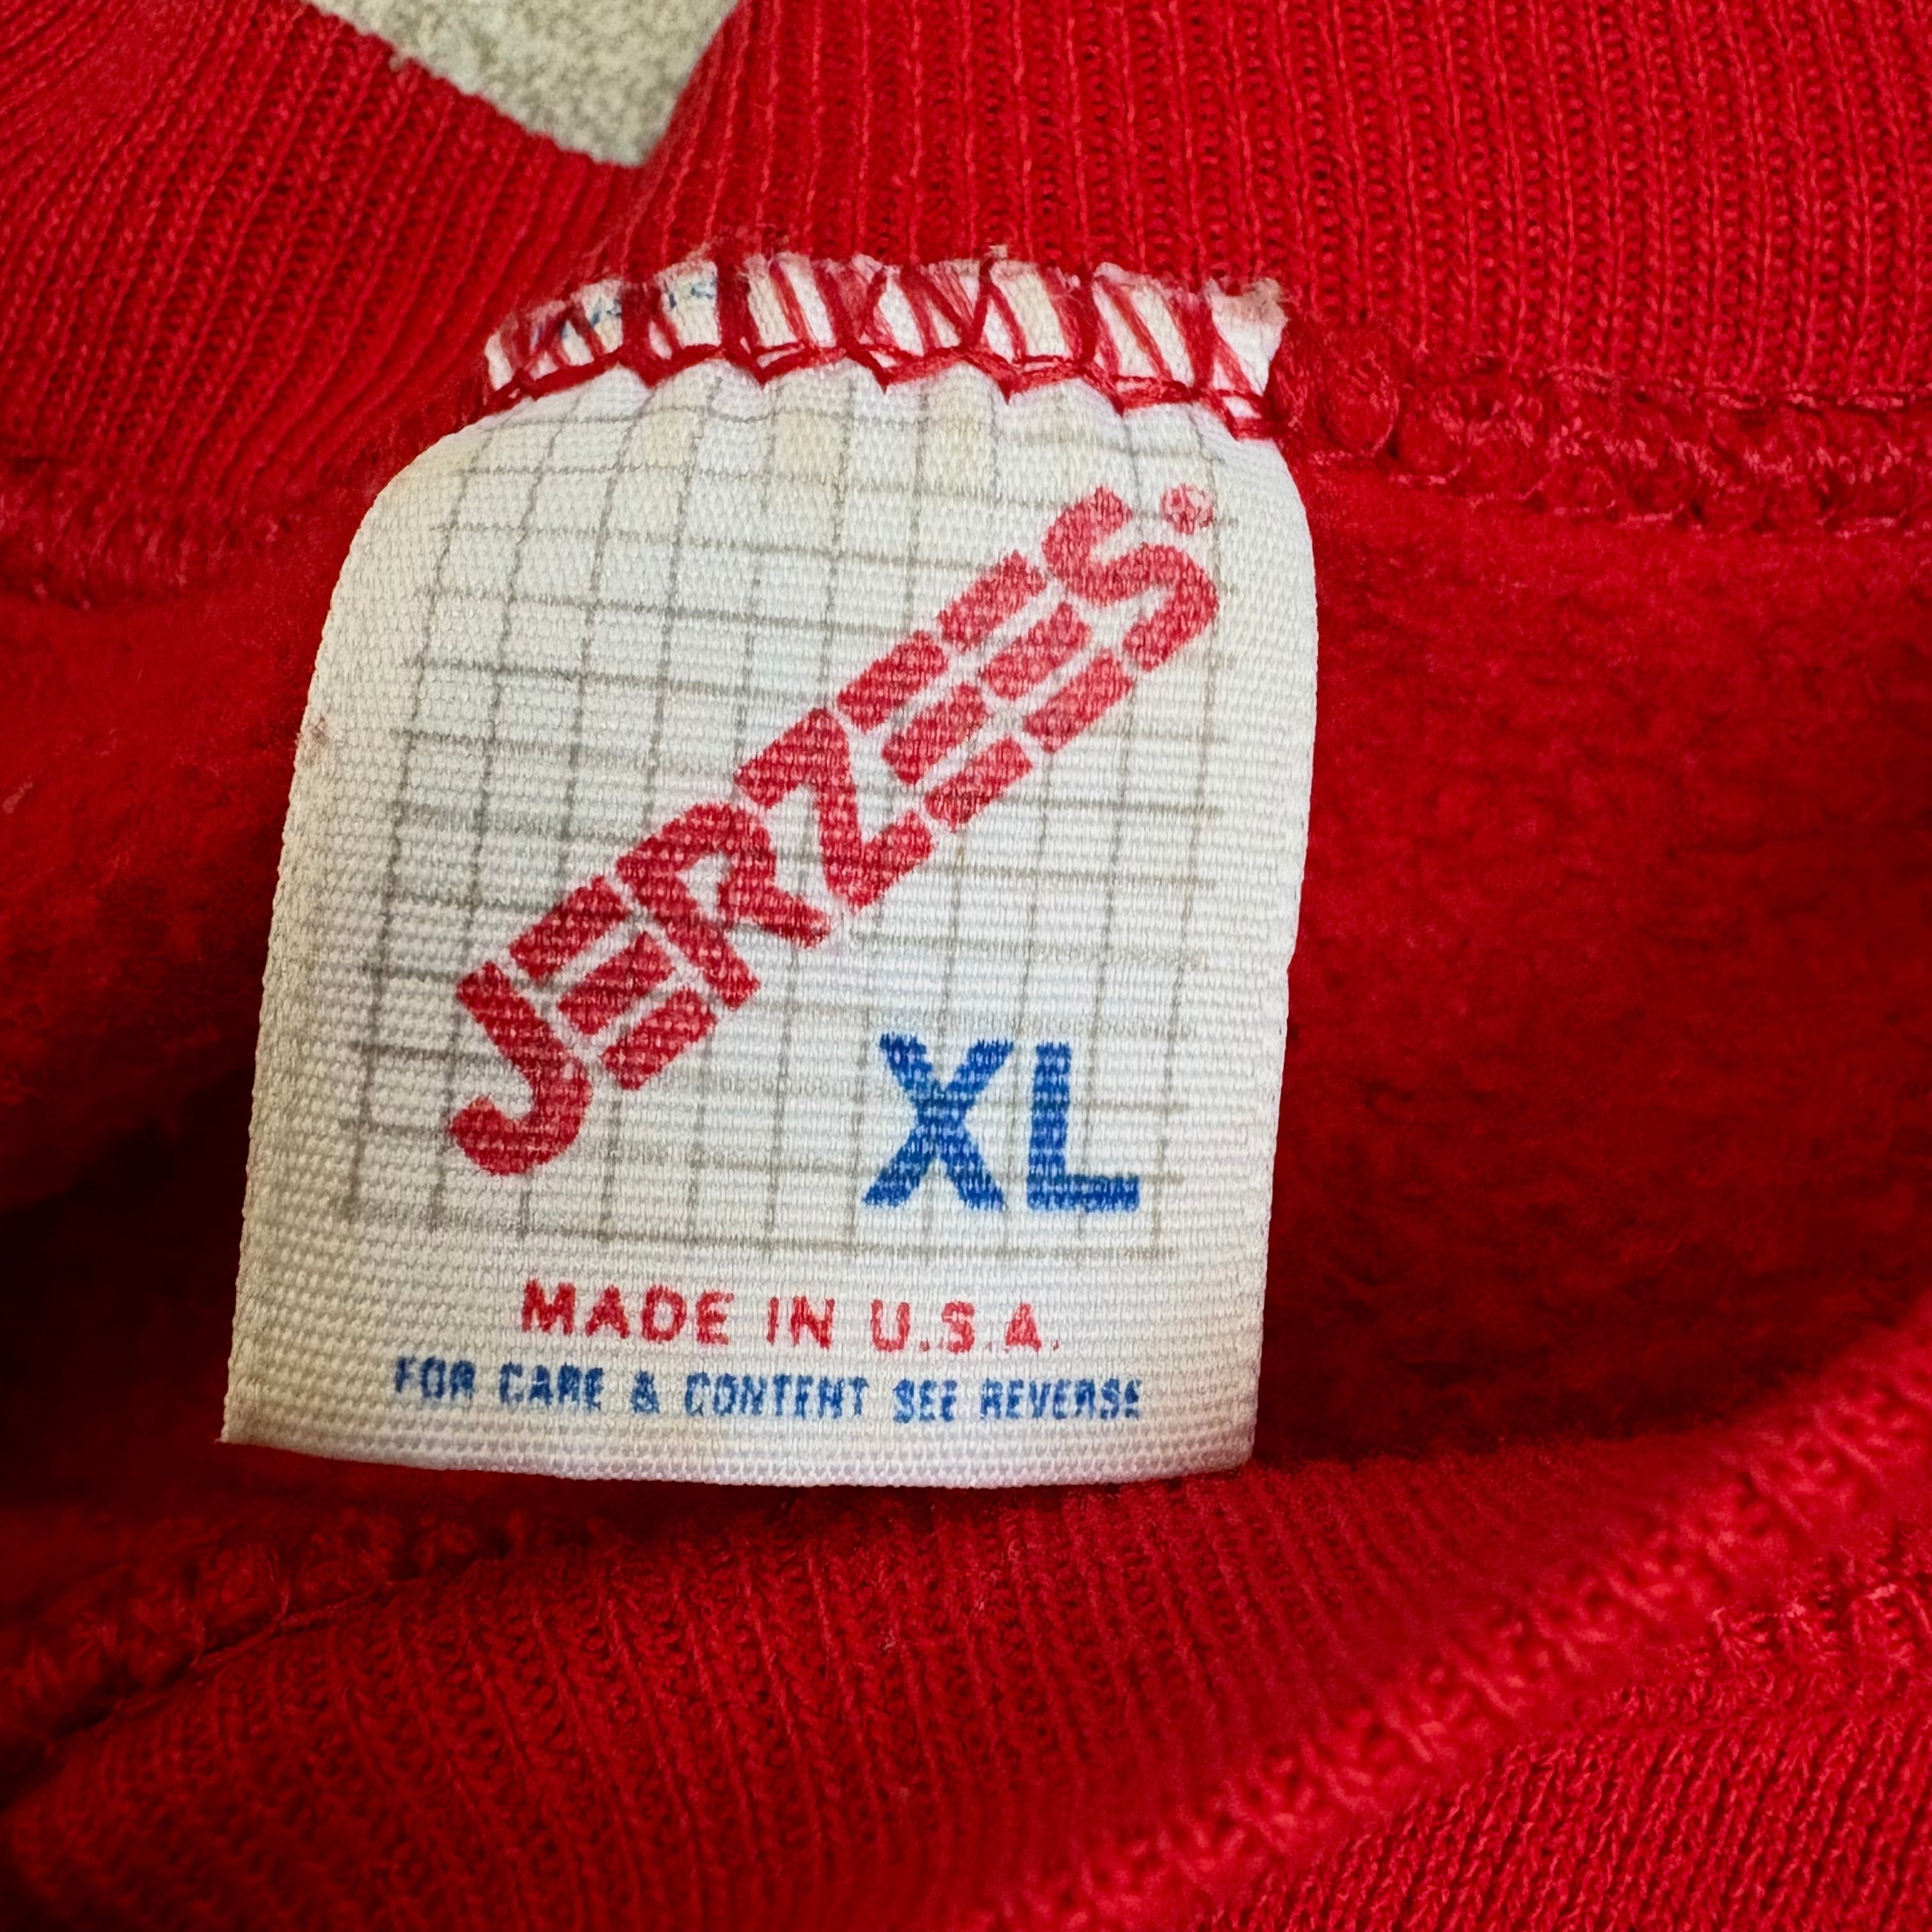 JERZEES®
XL
MADE IN U.S.A.
FOR CARE & CONTENT SEE REVERSE